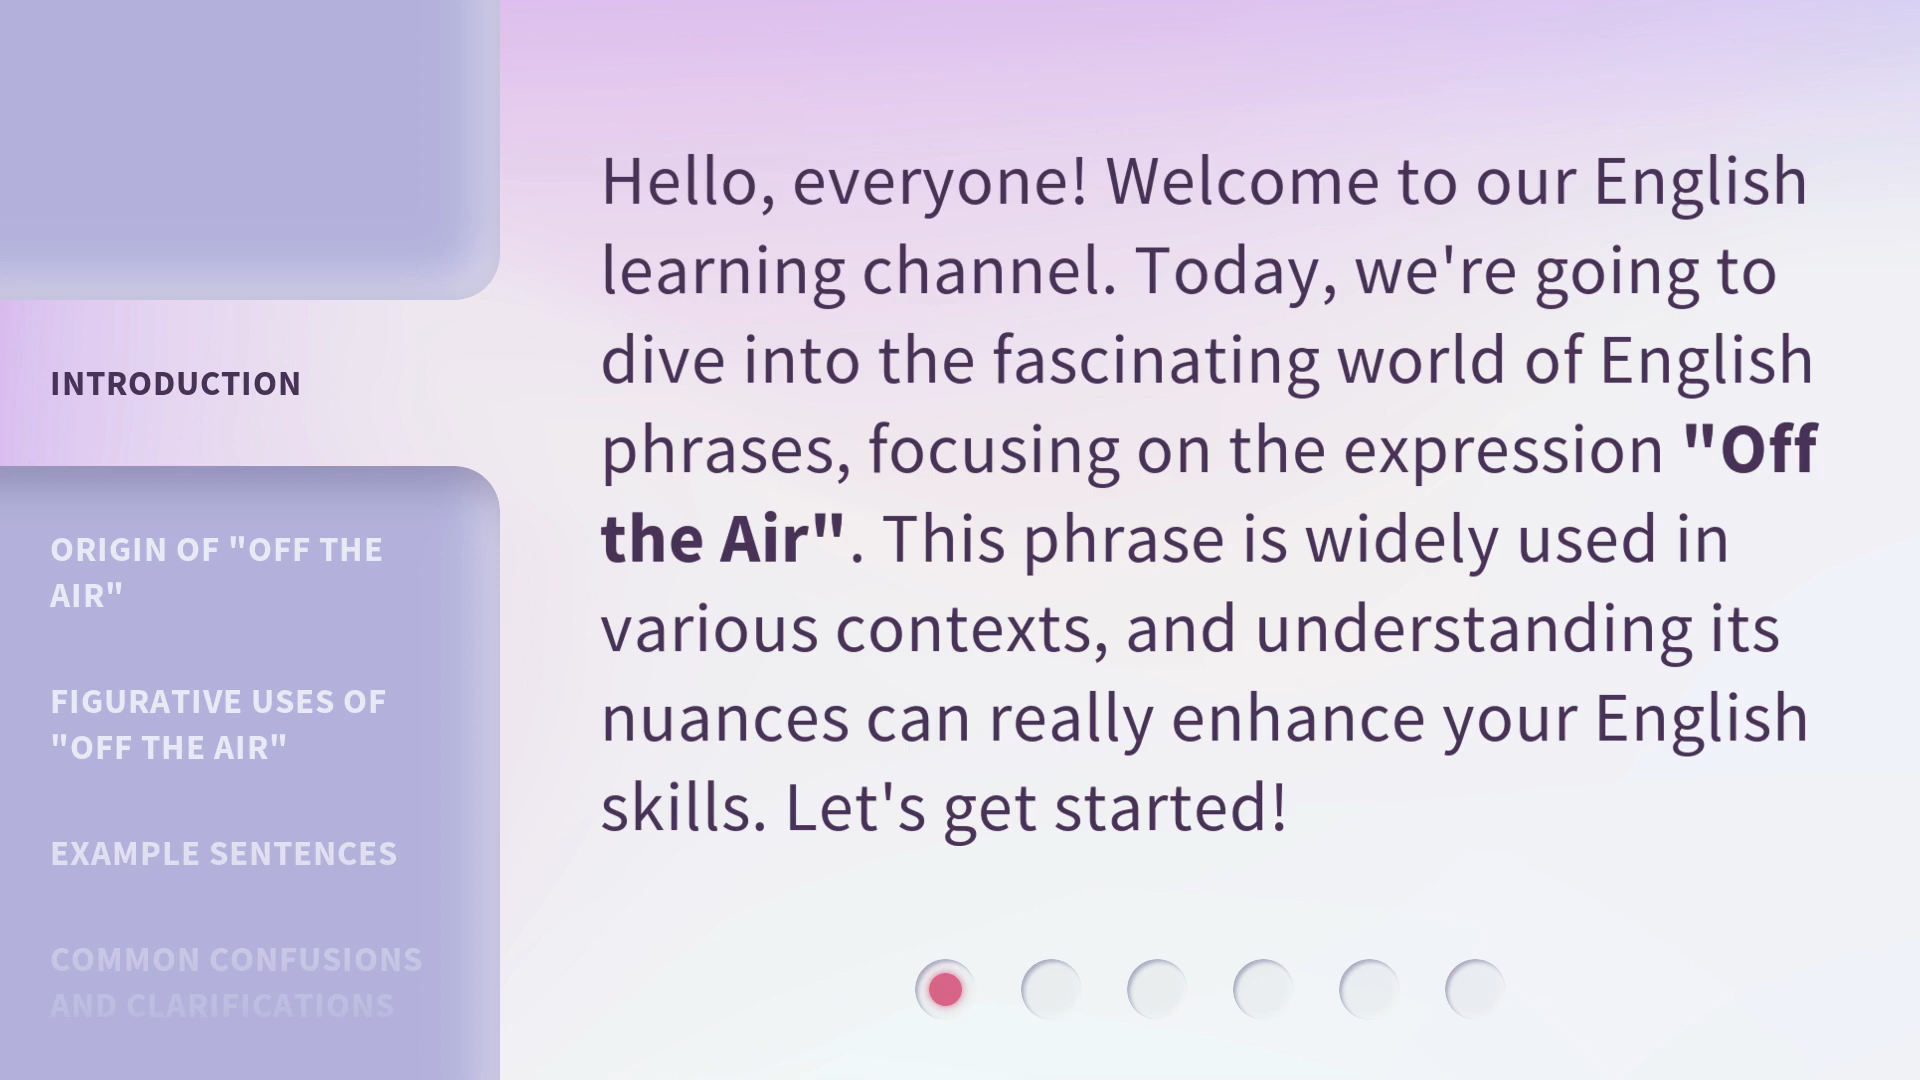 INTRODUCTION
ORIGIN OF "OFF THE
AIR"
FIGURATIVE USES OF
"OFF THE AIR"
EXAMPLE SENTENCES
COMMON CONFUSIONS
AND CLARIFICATIONS
Hello, everyone! Welcome to our English
learning channel. Today, we're going to
dive into the fascinating world of English
phrases, focusing on the expression "Off
the Air". This phrase is widely used in
various contexts, and understanding its
nuances can really enhance your English
skills. Let's get started!